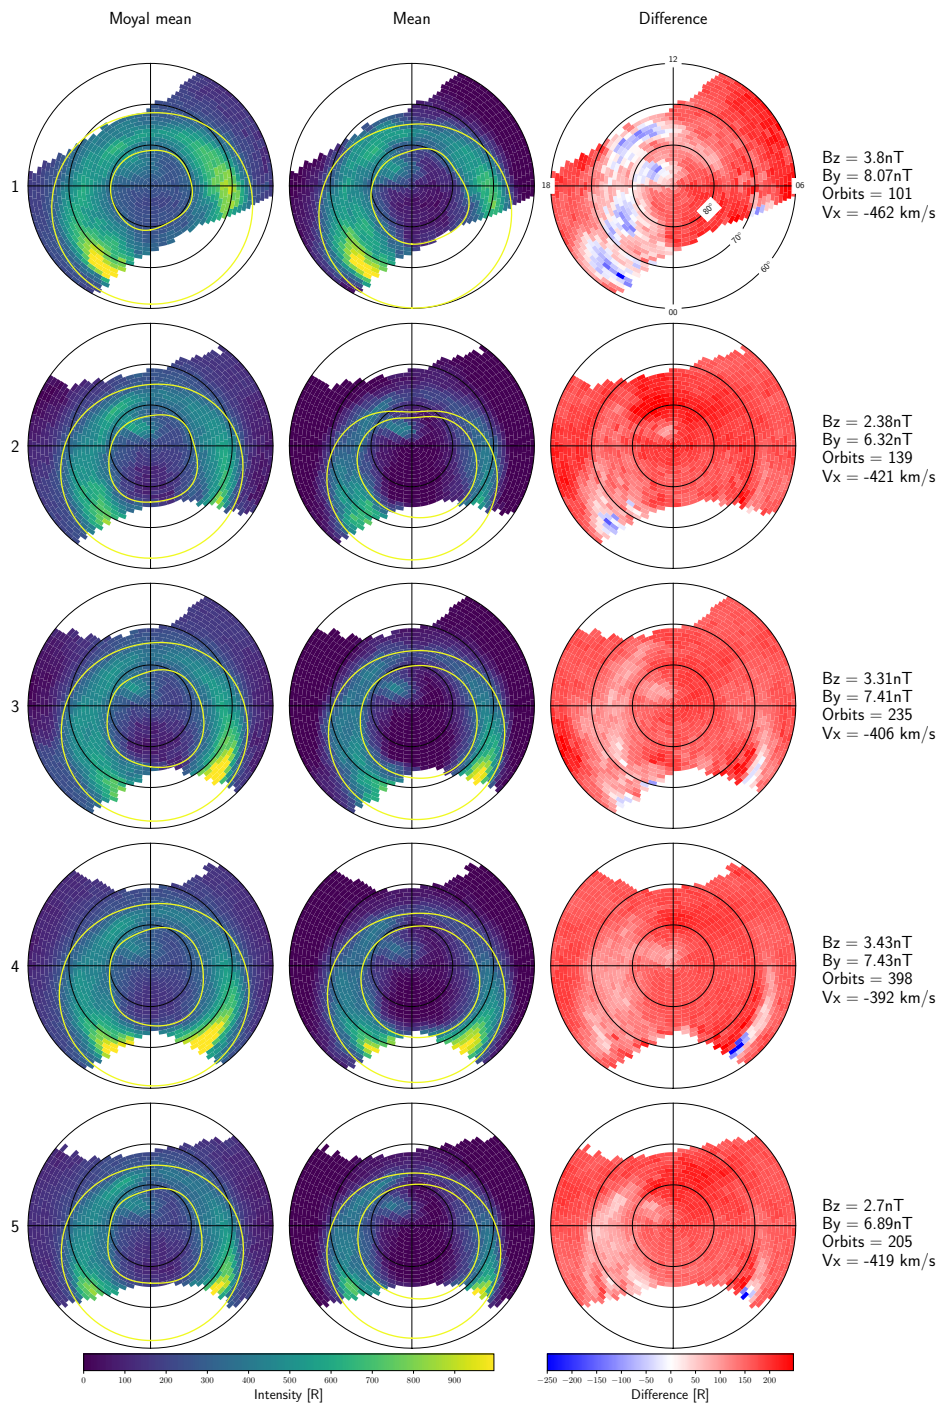 Moyal mean Mean Difference
12
18 06
80°
70°
60°
00
1
Bz = 3.8nT
By = 8.07nT
Orbits = 101
Vx = -462 km/s
2
Bz = 2.38nT
By = 6.32nT
Orbits = 139
Vx = -421 km/s
3
Bz = 3.31nT
By = 7.41nT
Orbits = 235
Vx = -406 km/s
4
Bz = 3.43nT
By = 7.43nT
Orbits = 398
Vx = -392 km/s
5
Bz = 2.7nT
By = 6.89nT
Orbits = 205
Vx = -419 km/s
0 100 200 300 400 500 600 700 800 900
Intensity [R]
−250 −200 −150 −100 −50 0 50 100 150 200
Difference [R]